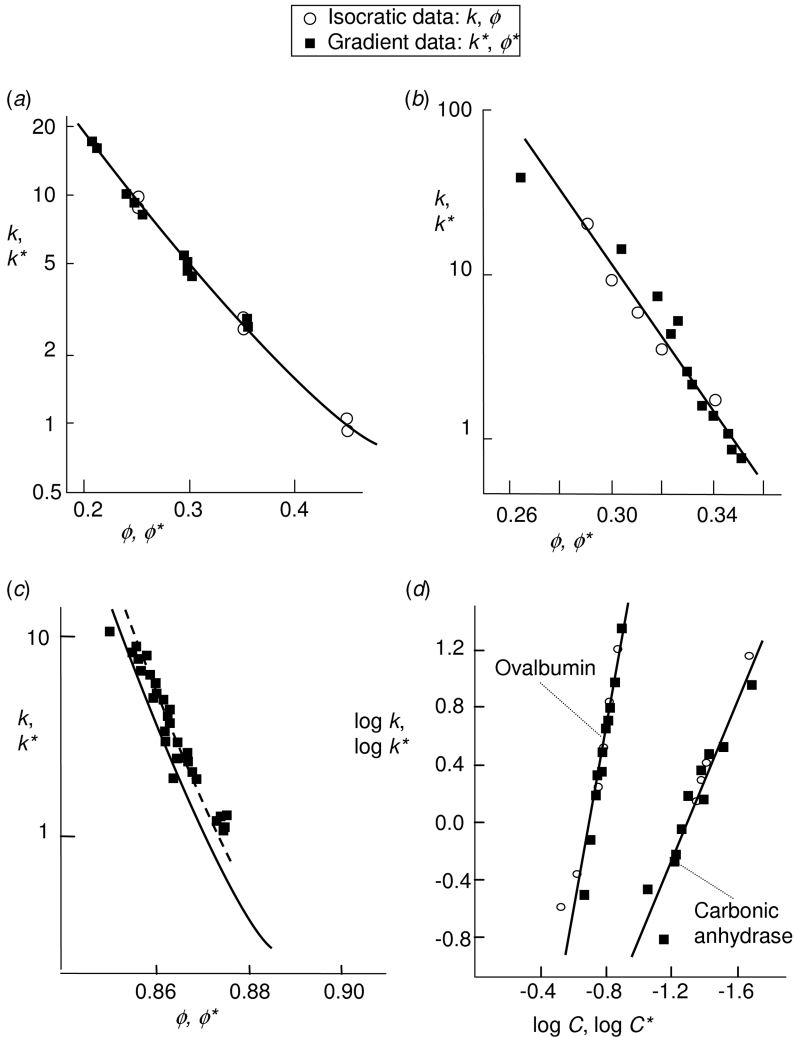 Isocratic data: k, ϕ
Gradient data: k*, ϕ*
(a)
20
10
5
2
1
0.5
k,
k*
0.2
0.3
0.4
ϕ, ϕ*
(b)
100
10
1
k,
k*
0.26
0.30
0.34
ϕ, ϕ*
(c)
10
1
k,
k*
0.86
0.88
0.90
ϕ, ϕ*
(d)
1.2
0.8
0.4
0.0
-0.4
-0.8
log k,
log k*
Ovalbumin
Carbonic
anhydrase
-0.4
-0.8
-1.2
-1.6
log C, log C*